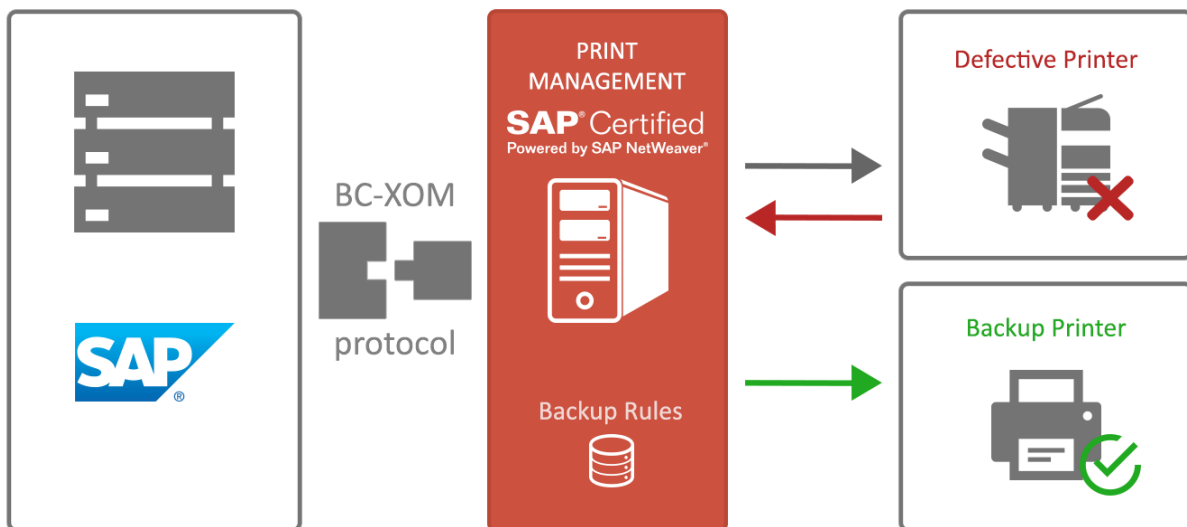 SAP
®
BC-XOM
protocol
PRINT
MANAGEMENT
SAP® Certified
Powered by SAP NetWeaver®
Backup Rules
Defective Printer
Backup Printer